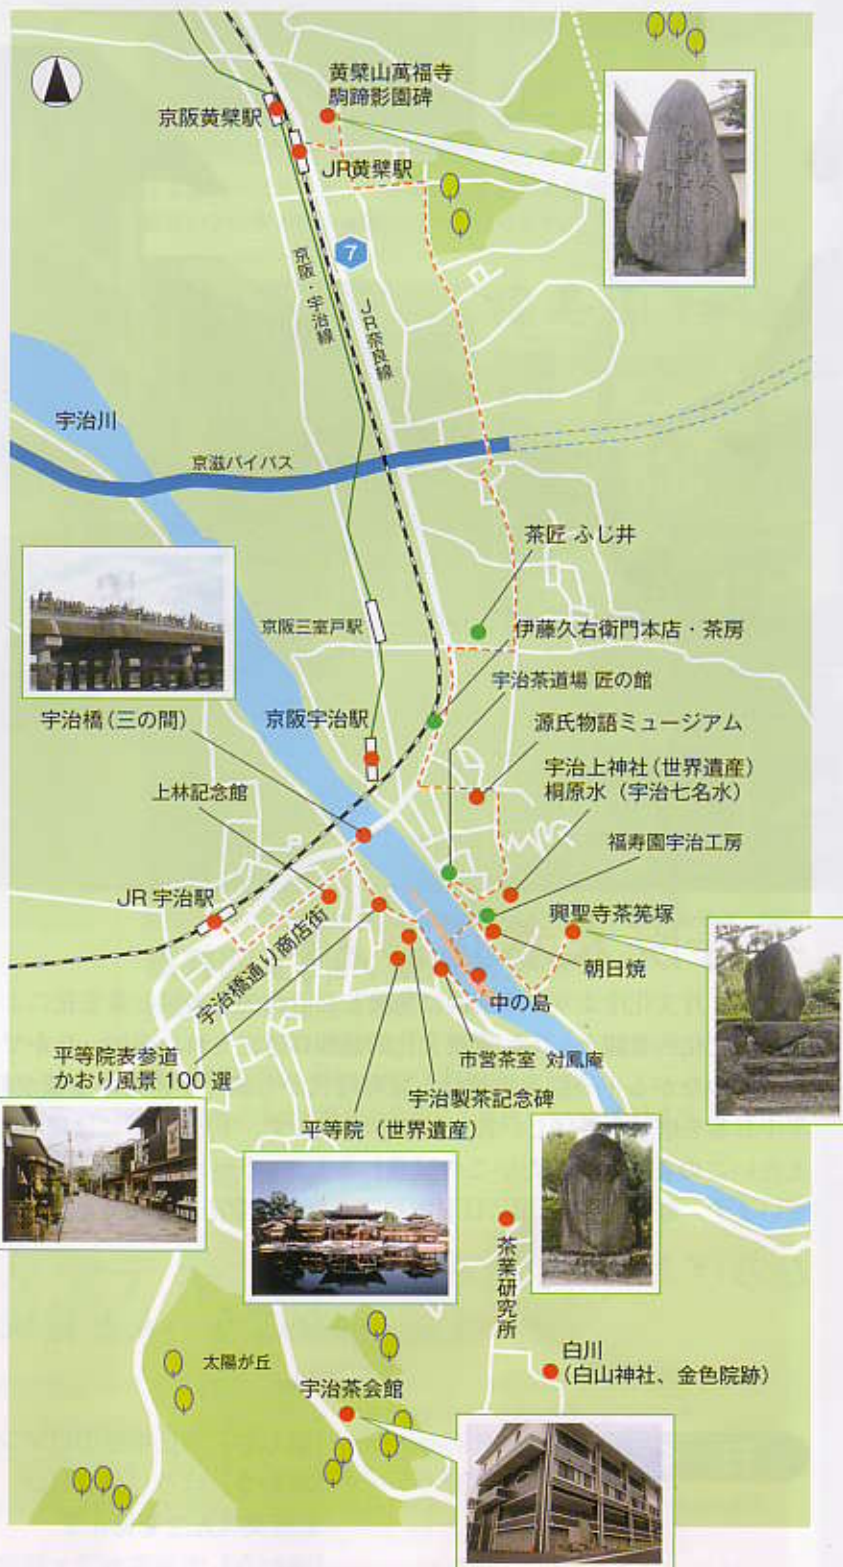 黄檗山萬福寺
駒蹄影園碑
京阪黄檗駅
JR黄檗駅
7
京阪・宇治線
JR奈良線
宇治川
京滋バイパス
茶匠 ふじ井
京阪三室戸駅
伊藤久右衛門本店・茶房
宇治茶道場 匠の館
宇治橋(三の間)
京阪宇治駅
源氏物語ミュージアム
宇治上神社(世界遺産)
桐原水(宇治七名水)
上林記念館
福寿園宇治工房
JR宇治駅
興聖寺茶筅塚
朝日焼
宇治橋通り商店街
中の島
平等院表参道
かおり風景100選
市営茶室 対鳳庵
宇治製茶記念碑
平等院(世界遺産)
茶業研究所
太陽が丘
白川
(白山神社、金色院跡)
宇治茶会館